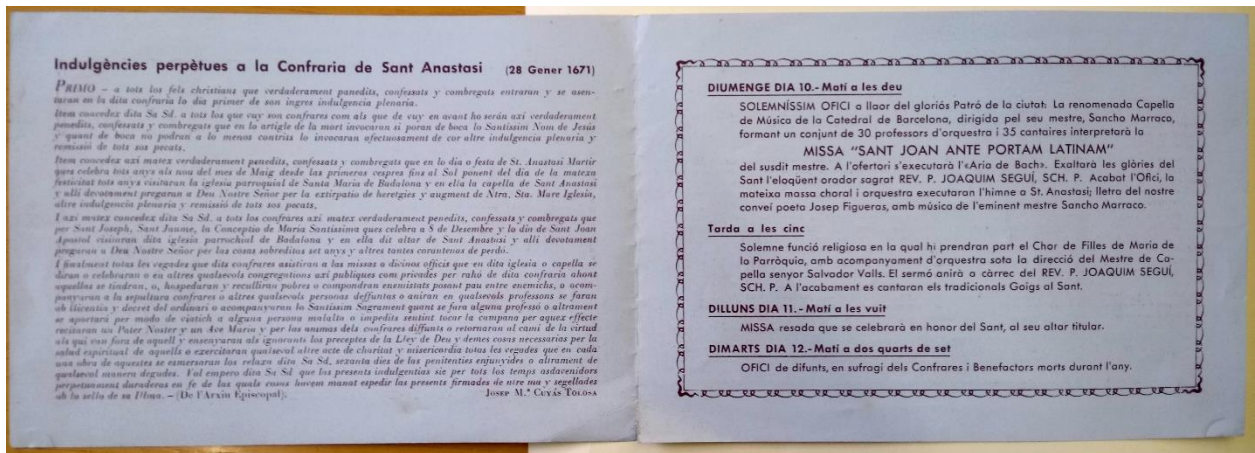 Indulgències perpètues a la Confraria de Sant Anastasi (28 Gener 1671)
PRIMO – a tots los fels christians que verdaderament panedits, confessats y combregats entraran y se asen-
taran en la dita confraria lo dia primer de son ingres indulgencia plenaria.
Item concedex dita Sa Sd. a tots los que vuy son confrares com als que de vuy en avant ho serán axi verdaderament
penedits, confessats y combregats que en lo artigle de la mort invocaran si poran de boca lo Santissim Nom de Jesús
y quant de boca no podran a lo menos contrits lo invocaran afectuosament de cor altre indulgencia plenaria y
remissió de tots sos pecats.
Item concedex axi matex verdaderament penedits, confessats y combregats que en lo dia o festa de St. Anastasi Martir
ques celebra tots anys als nou del mes de Maig desde las primeres vespres fins al Sol ponent del dia de la matexa
festicitat tots anys visitaran la iglesia parroquial de Santa Maria de Badalona y en ella la capella de Sant Anastasi
y alli devotament pregaran a Deu Nostre Señor per la extirpatio de heretgies y augment de Ntra. Sta. Mare Iglesia,
altre indulgencia plenaria y remissió de tots sos pecats.
I axi matex concedex dita Sa Sd. a tots los confrares axi matex verdaderament penedits, confessats y combregats que
per Sant Joseph, Sant Jaume, la Conceptio de Maria Santissima ques celebra a 8 de Desembre y lo dia de Sant Joan
Apostol visitaran dita iglesia parrochial de Badalona y en ella dit altar de Sant Anastasi y alli devotament
pregaran a Deu Nostre Señor per las cosas sobreditas set anys y altres tantes corantenes de perdó.
I finalment totas les vegades que dits confrares asistiran a las missas o divinos officis que en dita iglesia o capella se
diran o celebraran o en altres qualsevols congregations axi publiques com privades per rahó de dita confraria ahont
aquellas se tindran, o, hospedaran y recolliran pobres o compondran enemistats posant pau entre enemichs, o acom-
panyaran a la sepultura confrares o altres qualsevols personas deffuntas o aniran en qualsevols professons se faran
ab llicentia y decret del ordinari o acompanyaran lo Santissim Sagrament quant se fara alguna professó o altrament
se aportará per modo de viatich a alguna persona malalta o impedits sentint tocar la campana per aquex effecte
recitaran un Pater Noster y un Ave Maria y per las animas dels confrares diffunts o retornaran al cami de la virtud
als qui van fora de aquell y ensenyaran als ignorants los preceptes de la Lley de Deu y demes cosas necessarias per la
salud espiritual de aquells o exercitaran qualseval altre acte de charitat y misericordia totas les vegades que en cada
una obra de aquestes se esmersaran los relaxa dita Sa Sd. sexanta dies de las penitenties enjunyides o altrament de
qualseval manera degudes. Vol empero dita Sa Sd que las presents indulgentias sie per tots los temps asdevenidors
perpetuament duraderas en fe de las quals cosas havem manat espedir las presents firmades de nire ma y segellades
ab lo sello de sa Illma. – (De l'Arxiu Episcopal). JOSEP M.ª CUYÁS TOLOSA
DIUMENGE DIA 10.- Matí a les deu
SOLEMNÍSSIM OFICI a llaor del gloriós Patró de la ciutat: La renomenada Capella
de Música de la Catedral de Barcelona, dirigida pel seu mestre, Sancho Marraco,
formant un conjunt de 30 professors d'orquestra i 35 cantaires interpretarà la
MISSA "SANT JOAN ANTE PORTAM LATINAM"
del susdit mestre. A l'ofertori s'executarà l'«Aria de Bach». Exaltarà les glòries del
Sant l'eloqüent orador sagrat REV. P. JOAQUIM SEGUÍ, SCH. P. Acabat l'Ofici, la
mateixa massa choral i orquestra executaran l'himne a St. Anastasi; lletra del nostre
conveí poeta Josep Figueras, amb música de l'eminent mestre Sancho Marraco.
Tarda a les cinc
Solemne funció religiosa en la qual hi prendran part el Chor de Filles de Maria de
la Parròquia, amb acompanyament d'orquestra sota la direcció del Mestre de Ca-
pella senyor Salvador Valls. El sermó anirà a càrrec del REV. P. JOAQUIM SEGUÍ,
SCH. P. A l'acabament es cantaran els tradicionals Goigs al Sant.
DILLUNS DIA 11.- Matí a les vuit
MISSA resada que se celebrarà en honor del Sant, al seu altar titular.
DIMARTS DIA 12.- Matí a dos quarts de set
OFICI de difunts, en sufragi dels Confrares i Benefactors morts durant l'any.